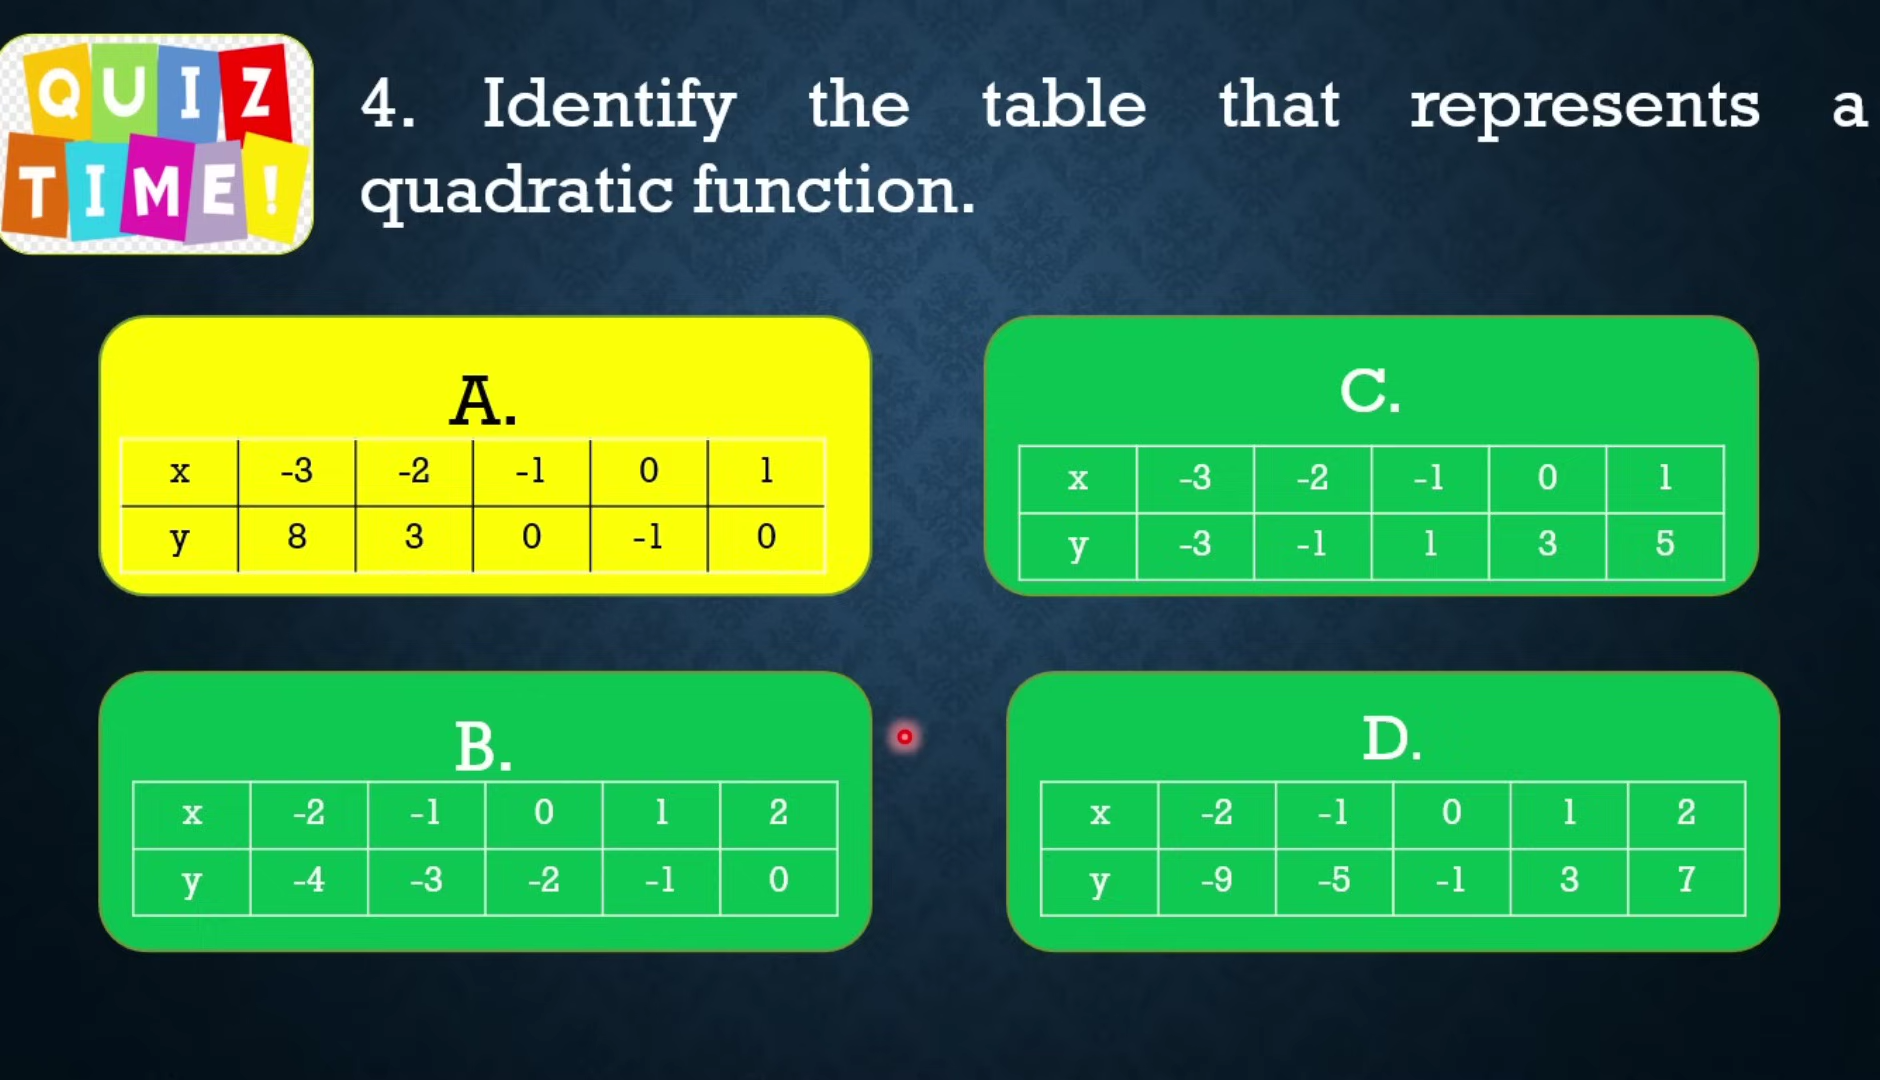 QUIZ
TIME!
4. Identify the table that represents a
quadratic function.
A.
x -3 -2 -1 0 1
y 8 3 0 -1 0
C.
x -3 -2 -1 0 1
y -3 -1 1 3 5
B.
x -2 -1 0 1 2
y -4 -3 -2 -1 0
D.
x -2 -1 0 1 2
y -9 -5 -1 3 7